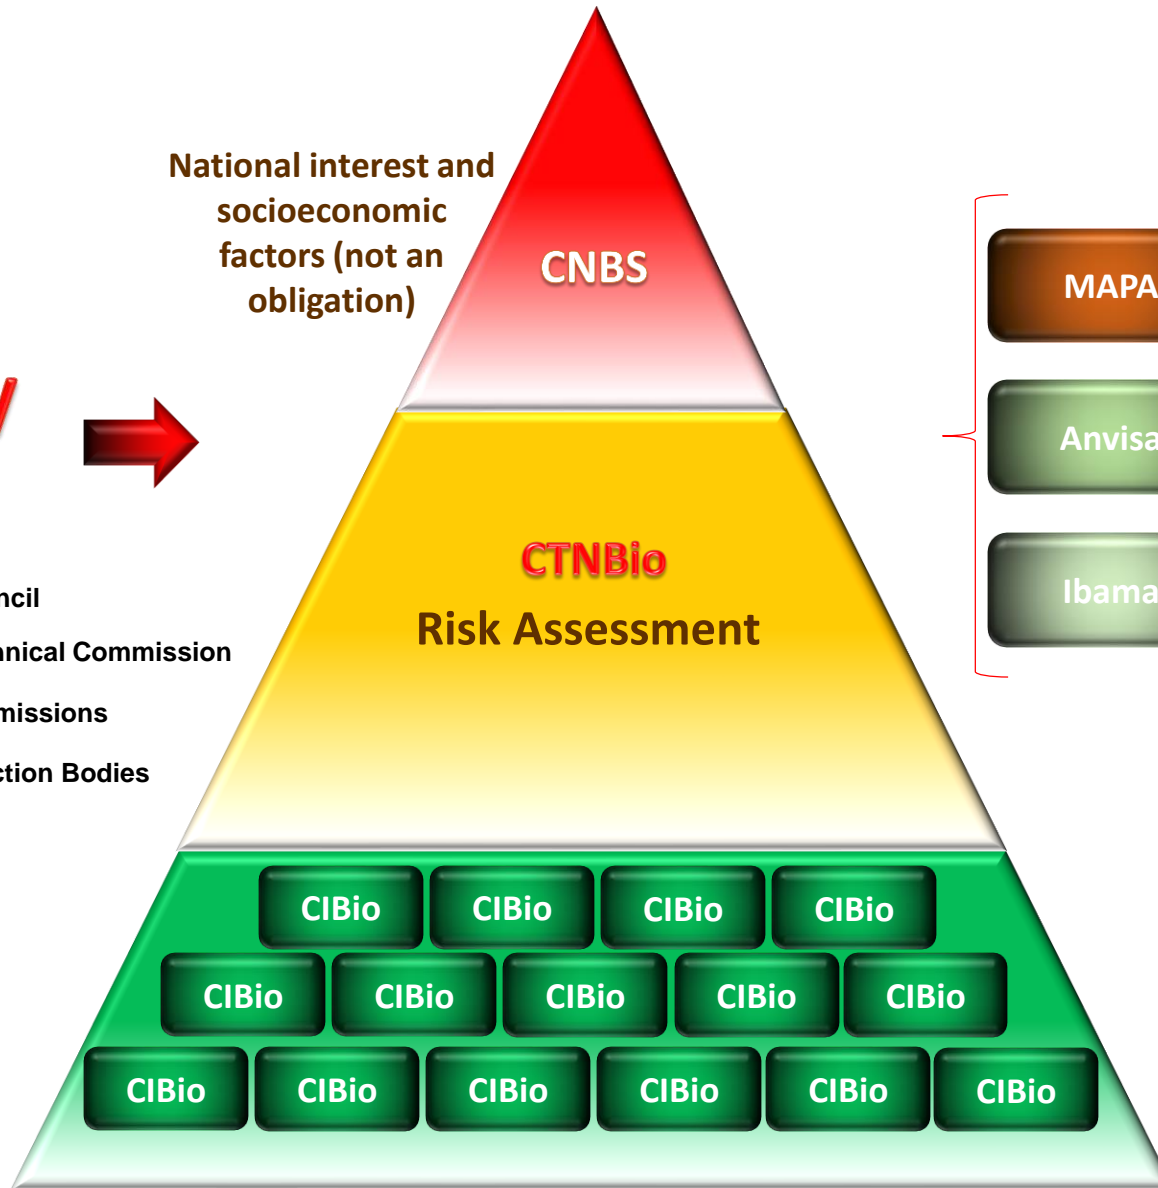 National interest and
socioeconomic
factors (not an
obligation)
CNBS
MAPA
Anvisa
Ibama
CTNBio
Risk Assessment
ncil
hnical Commission
missions
ction Bodies
CIBio CIBio CIBio CIBio
CIBio CIBio CIBio CIBio CIBio
CIBio CIBio CIBio CIBio CIBio CIBio